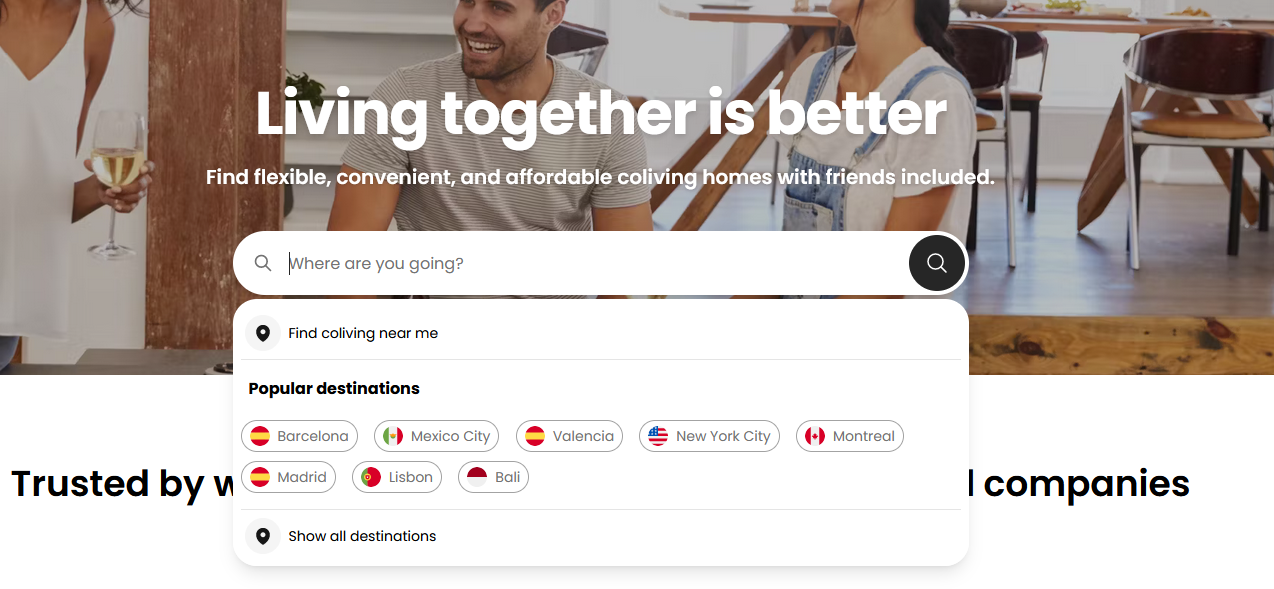 Living together is better
Find flexible, convenient, and affordable coliving homes with friends included.
Where are you going?
Find coliving near me
Popular destinations
Barcelona Mexico City Valencia New York City Montreal
Madrid Lisbon Bali
Show all destinations
Trusted by companies